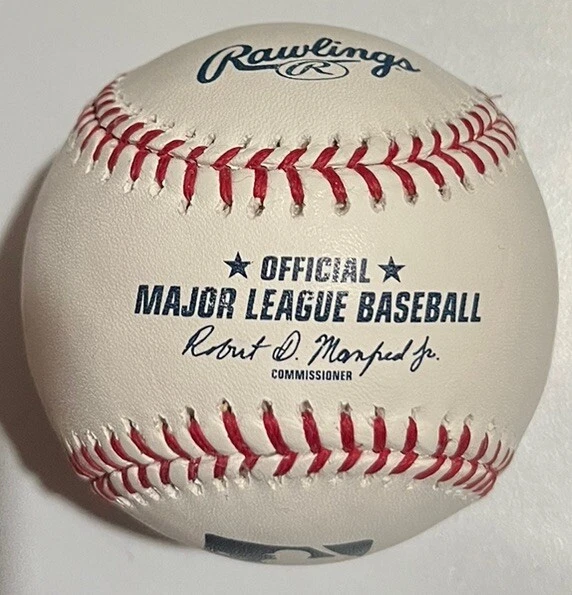 Rawlings
R
★ OFFICIAL ★
MAJOR LEAGUE BASEBALL
Robert D. Manfred Jr.
COMMISSIONER